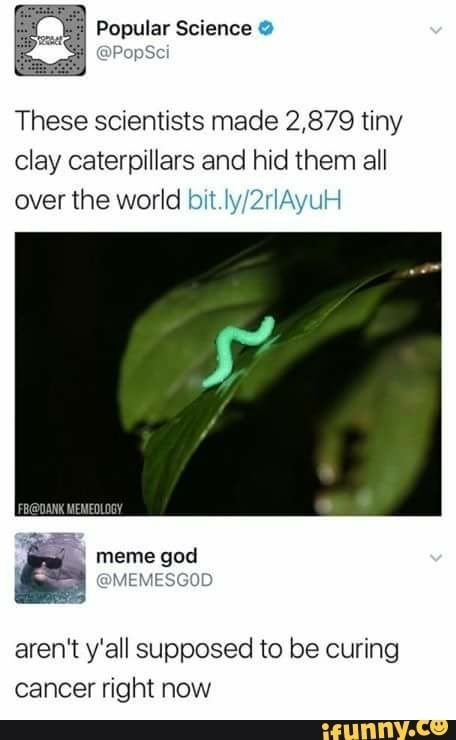 POPULAR
SCIENCE
Popular Science
@PopSci
These scientists made 2,879 tiny
clay caterpillars and hid them all
over the world bit.ly/2rlAyuH
FB@DANK MEMEOLOGY
meme god
@MEMESGOD
aren't y'all supposed to be curing
cancer right now
ifunny.co